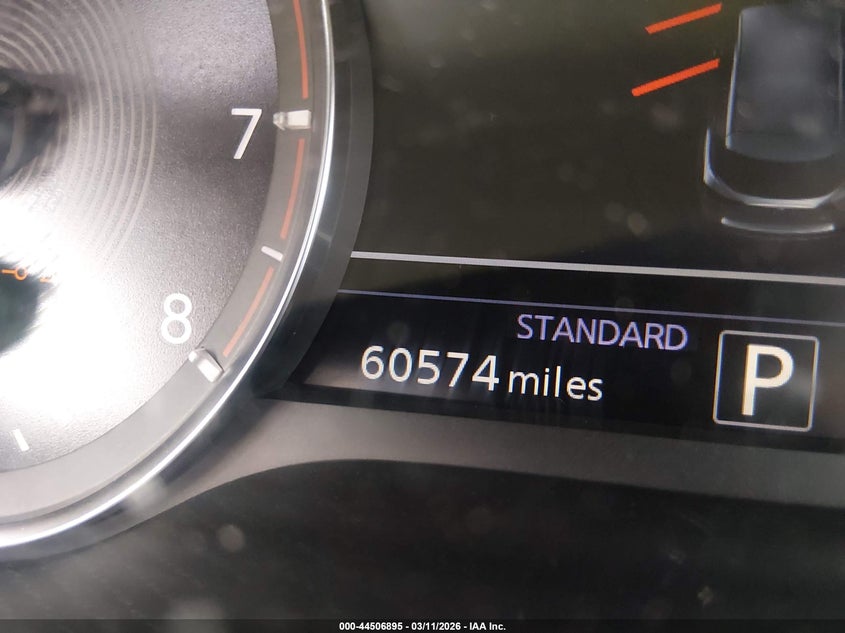 7
8
STANDARD
60574 miles
P
000-44506895 - 03/11/2026 - IAA Inc.